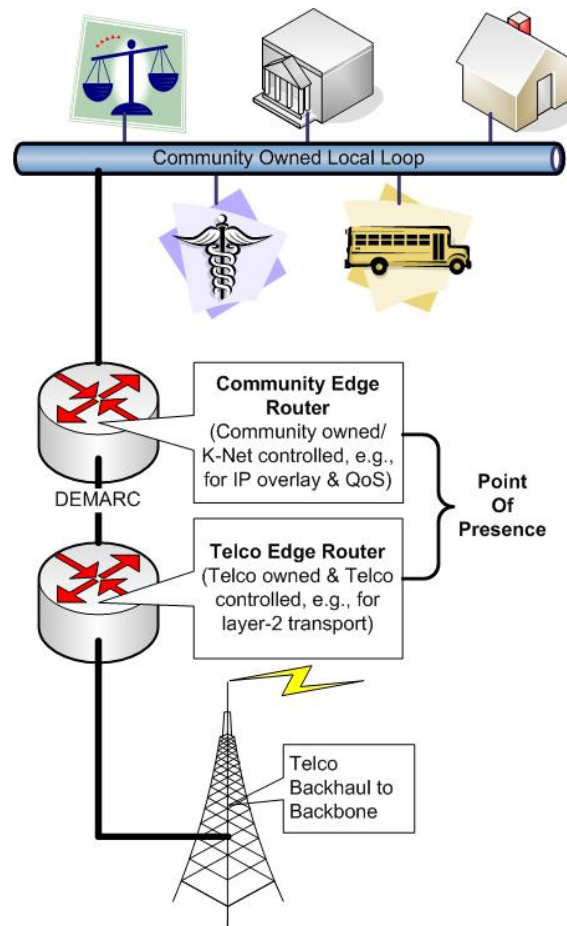 Community Owned Local Loop
Community Edge
Router
(Community owned/
K-Net controlled, e.g.,
for IP overlay & QoS)
DEMARC
Point
Of
Presence
Telco Edge Router
(Telco owned & Telco
controlled, e.g., for
layer-2 transport)
Telco
Backhaul to
Backbone